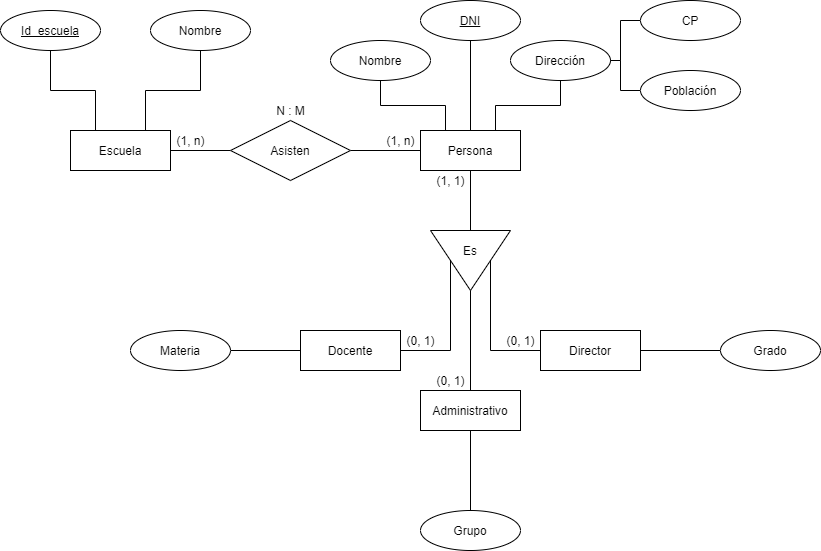 DNI
CP
Id_escuela
Nombre
Nombre
Dirección
Población
N : M
Escuela
(1, n)
Asisten
(1, n)
Persona
(1, 1)
Es
Materia
Docente
(0, 1)
(0, 1)
Director
Grado
(0, 1)
Administrativo
Grupo